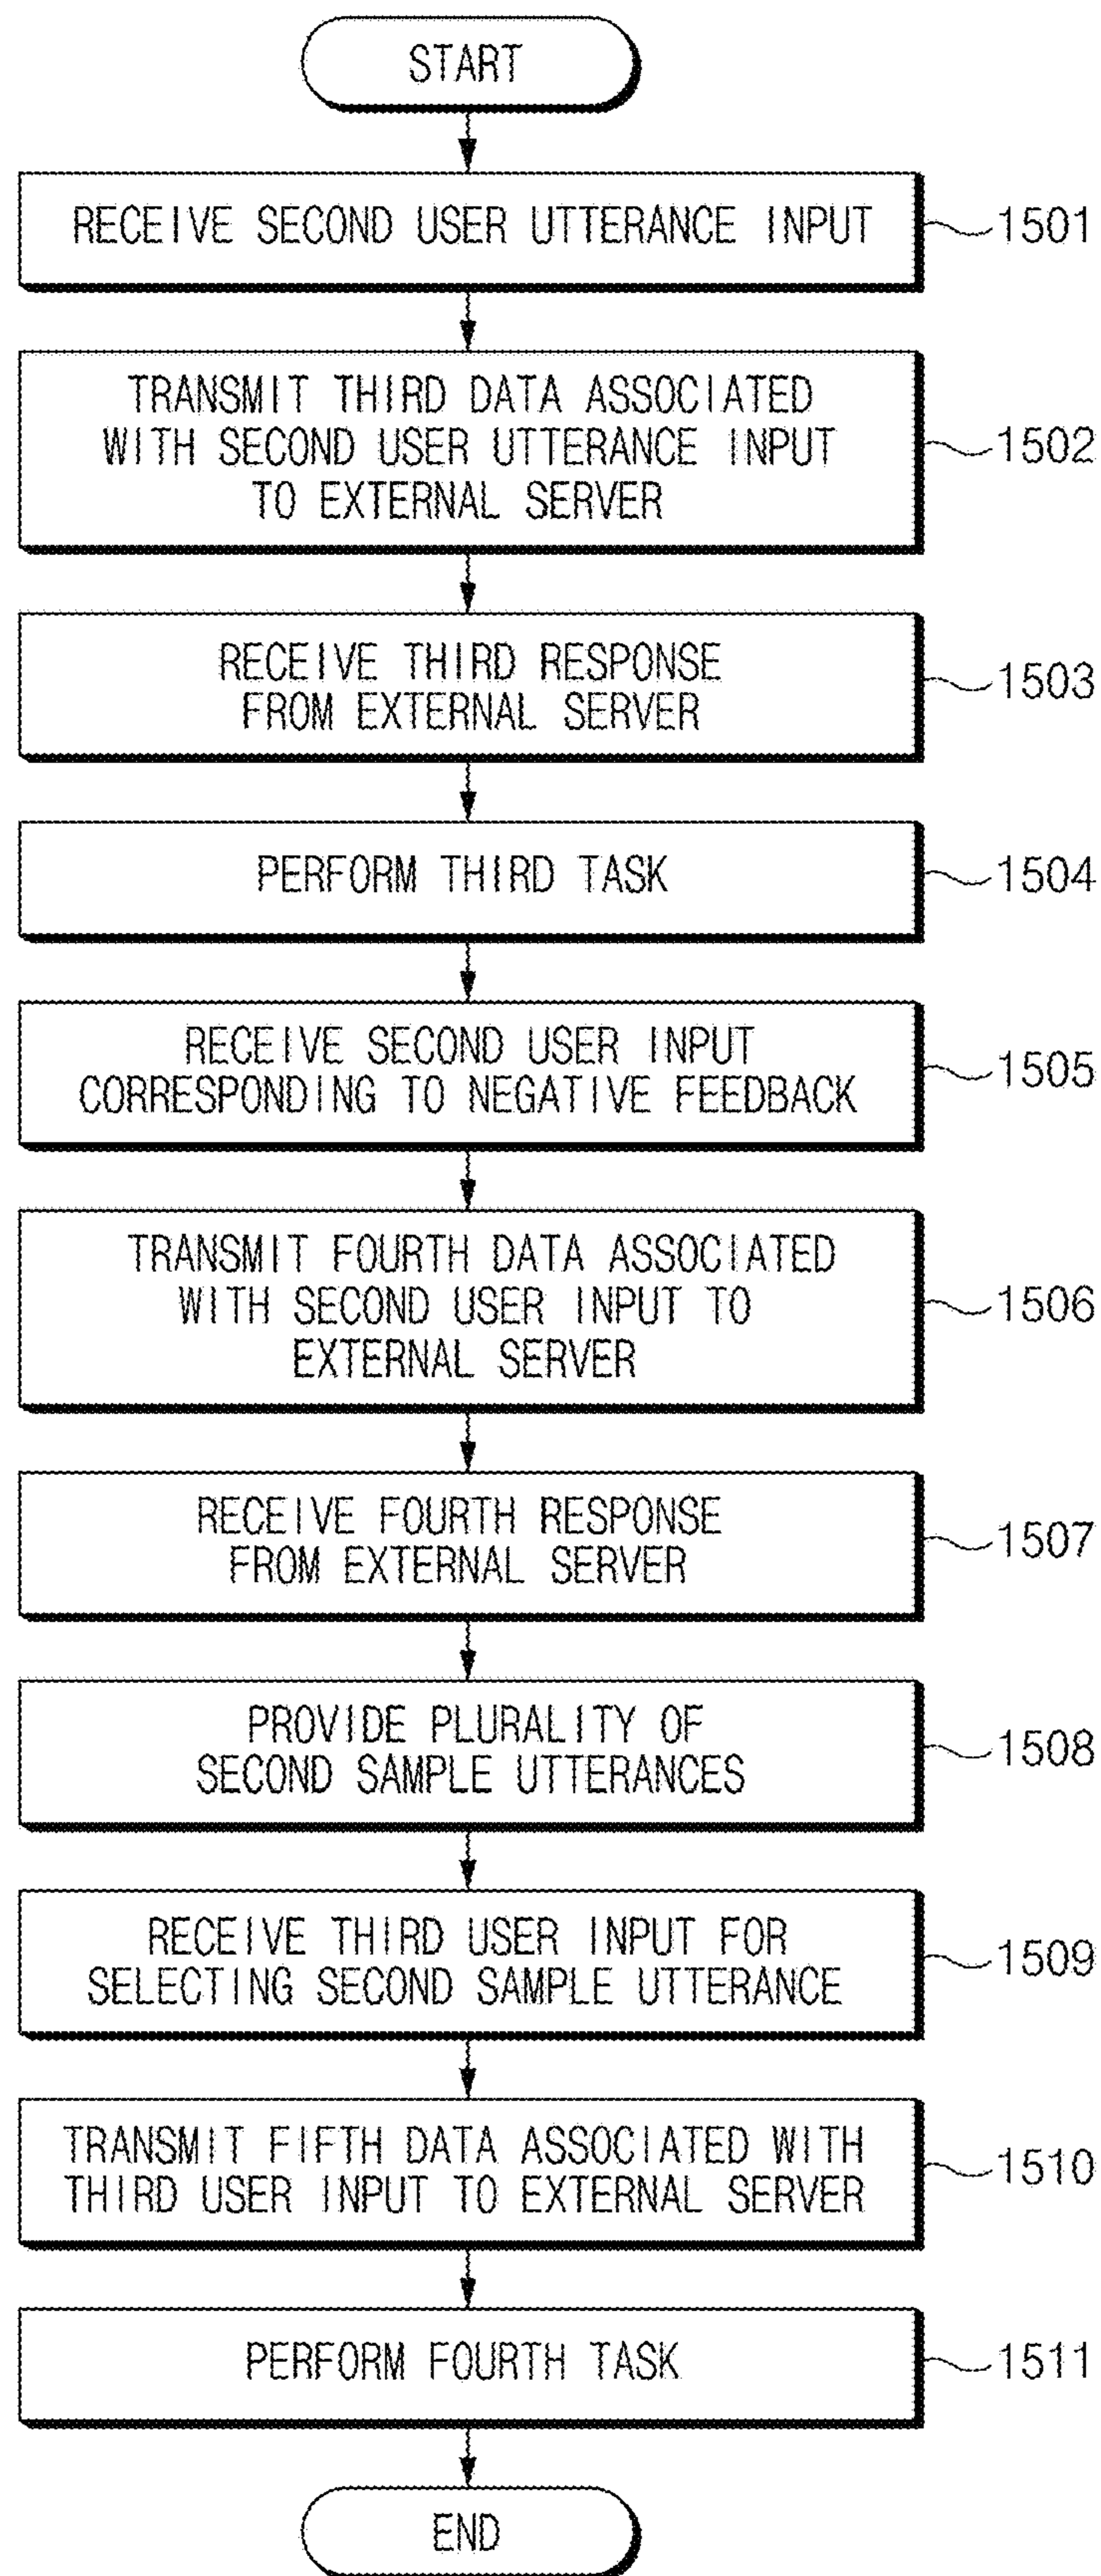 START
RECEIVE SECOND USER UTTERANCE INPUT
1501
TRANSMIT THIRD DATA ASSOCIATED
WITH SECOND USER UTTERANCE INPUT
TO EXTERNAL SERVER
1502
RECEIVE THIRD RESPONSE
FROM EXTERNAL SERVER
1503
PERFORM THIRD TASK
1504
RECEIVE SECOND USER INPUT
CORRESPONDING TO NEGATIVE FEEDBACK
1505
TRANSMIT FOURTH DATA ASSOCIATED
WITH SECOND USER INPUT TO
EXTERNAL SERVER
1506
RECEIVE FOURTH RESPONSE
FROM EXTERNAL SERVER
1507
PROVIDE PLURALITY OF
SECOND SAMPLE UTTERANCES
1508
RECEIVE THIRD USER INPUT FOR
SELECTING SECOND SAMPLE UTTERANCE
1509
TRANSMIT FIFTH DATA ASSOCIATED WITH
THIRD USER INPUT TO EXTERNAL SERVER
1510
PERFORM FOURTH TASK
1511
END